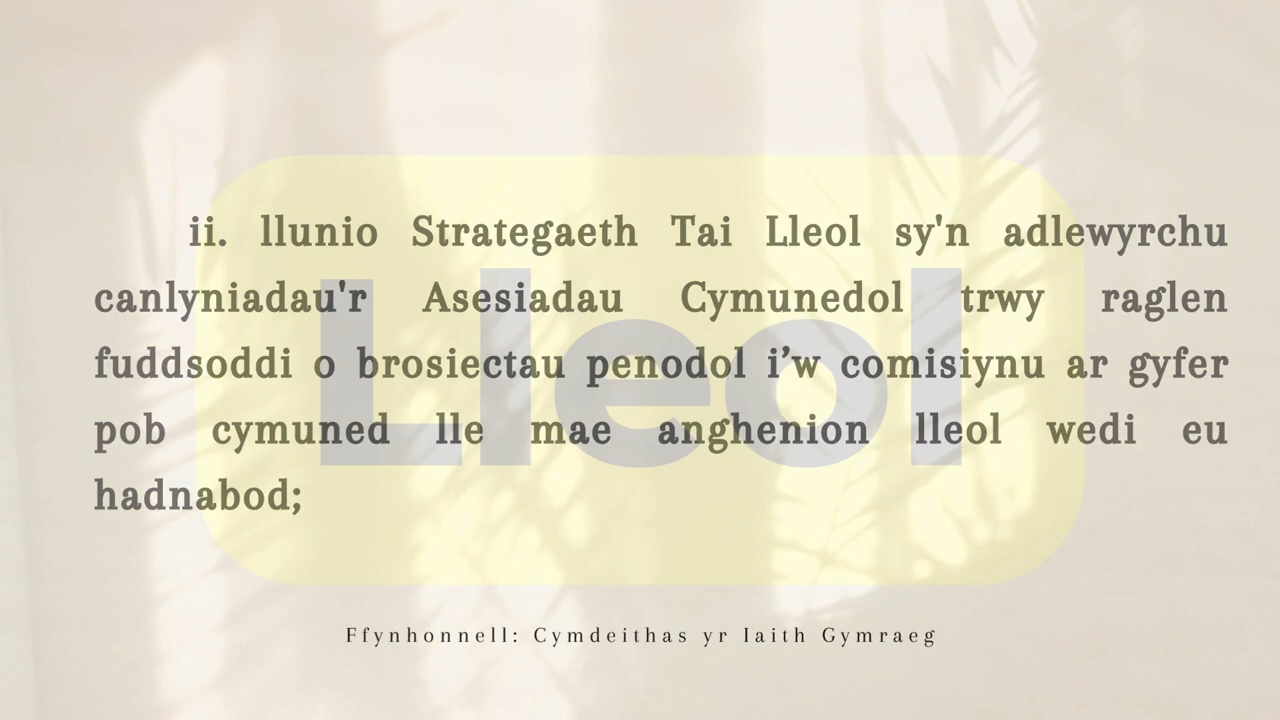 ii. llunio Strategaeth Tai Lleol sy'n adlewyrchu
canlyniadau'r Asesiadau Cymunedol trwy raglen
fuddsoddi o brosiectau penodol i’w comisiynu ar gyfer
pob cymuned lle mae anghenion lleol wedi eu
hadnabod;
Lleol
Ffynhonnell: Cymdeithas yr Iaith Gymraeg